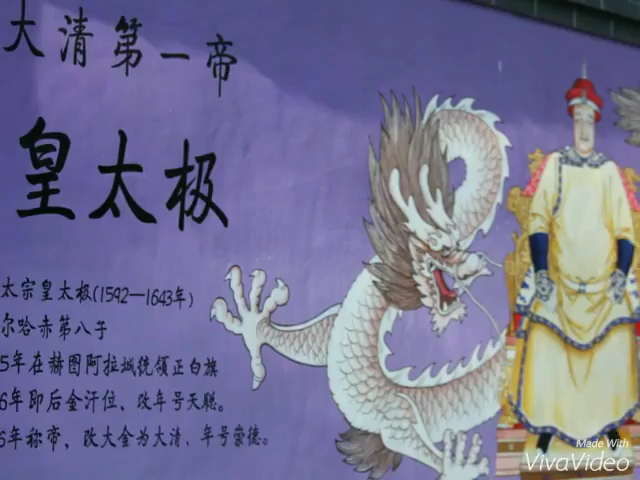 大清第一帝
皇太极
太宗皇太极(1592—1643年)
尔哈赤第八子
5年在赫图阿拉城统领正白旗
6年即后金汗位、改年号天聪。
6年称帝、改大金为大清、年号崇德。
Made With
VivaVideo